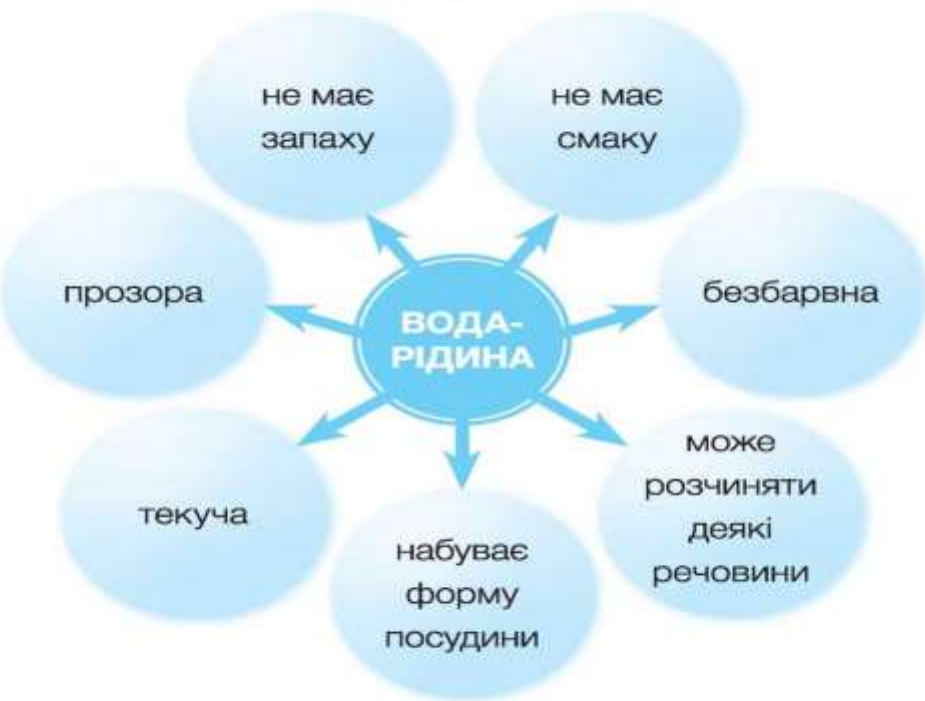 не має
запаху
не має
смаку
прозора
ВОДА-
РІДИНА
безбарвна
текуча
набуває
форму
посудини
може
розчиняти
деякі
речовини